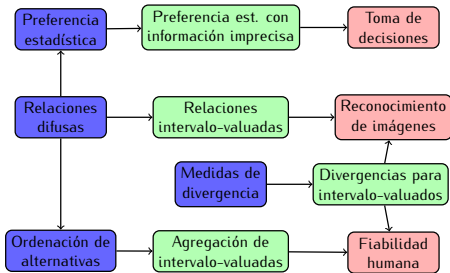 Preferencia
estadística
Preferencia est. con
información imprecisa
Toma de
decisiones
Relaciones
difusas
Relaciones
intervalo-valuadas
Reconocimiento
de imágenes
Medidas de
divergencia
Divergencias para
intervalo-valuados
Ordenación de
alternativas
Agregación de
intervalo-valuadas
Fiabilidad
humana